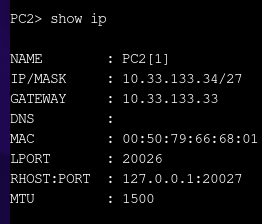 PC2> show ip
NAME : PC2[1]
IP/MASK : 10.33.133.34/27
GATEWAY : 10.33.133.33
DNS :
MAC : 00:50:79:66:68:01
LPORT : 20026
RHOST:PORT : 127.0.0.1:20027
MTU : 1500